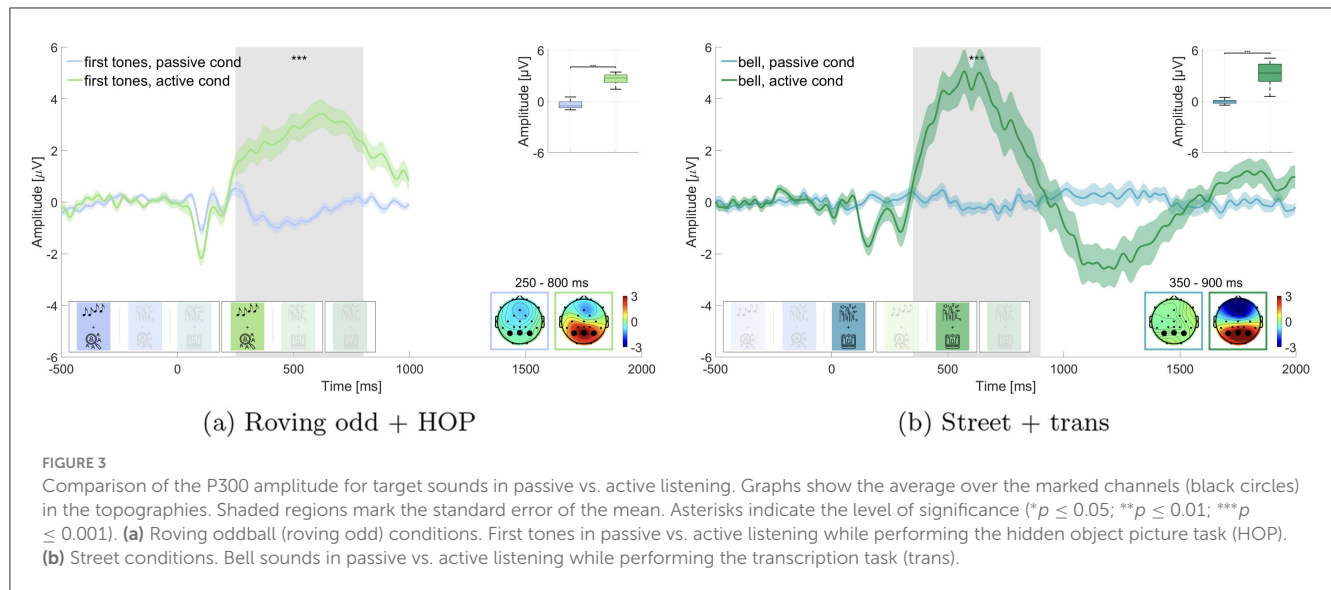 6
4
2
0
-2
-4
-6
Amplitude [µV]
first tones, passive cond
first tones, active cond
***
6
0
-6
Amplitude [µV]
***
250 - 800 ms
3
0
-3
-500
0
500
1000
2000
Time [ms]
(a) Roving odd + HOP
6
4
2
0
-2
-4
-6
Amplitude [µV]
bell, passive cond
bell, active cond
***
6
0
-6
Amplitude [µV]
***
350 - 900 ms
3
0
-3
-500
0
500
1000
1500
2000
Time [ms]
(b) Street + trans
FIGURE 3
Comparison of the P300 amplitude for target sounds in passive vs. active listening. Graphs show the average over the marked channels (black circles)
in the topographies. Shaded regions mark the standard error of the mean. Asterisks indicate the level of significance (*p ≤ 0.05; **p ≤ 0.01; ***p
≤ 0.001). (a) Roving oddball (roving odd) conditions. First tones in passive vs. active listening while performing the hidden object picture task (HOP).
(b) Street conditions. Bell sounds in passive vs. active listening while performing the transcription task (trans).